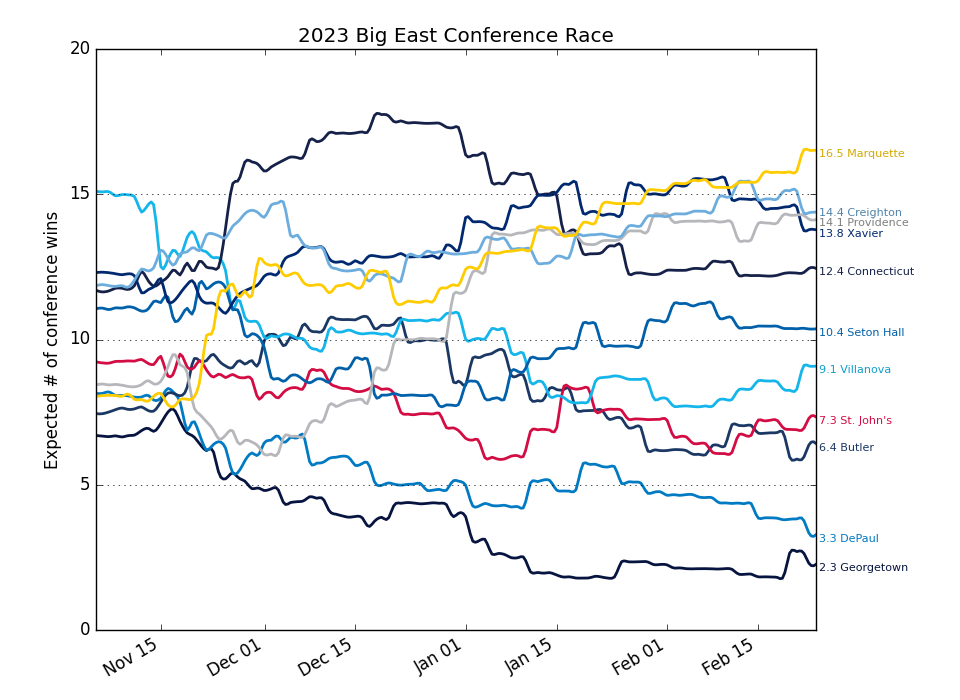 2023 Big East Conference Race
Expected # of conference wins
20
15
10
5
0
Nov 15
Dec 01
Dec 15
Jan 01
Jan 15
Feb 01
Feb 15
16.5 Marquette
14.4 Creighton
14.1 Providence
13.8 Xavier
12.4 Connecticut
10.4 Seton Hall
9.1 Villanova
7.3 St. John's
6.4 Butler
3.3 DePaul
2.3 Georgetown